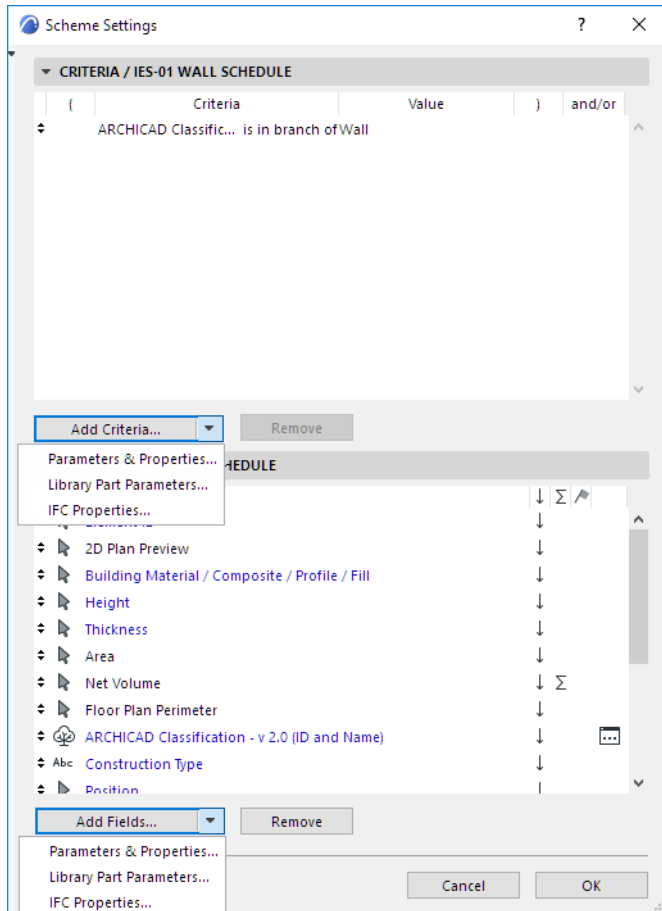 Scheme Settings ? ×
CRITERIA / IES-01 WALL SCHEDULE
( Criteria Value ) and/or
ARCHICAD Classific... is in branch of Wall
Add Criteria... Remove
Parameters & Properties...
HEDULE
Library Part Parameters...
Σ
IFC Properties...
2D Plan Preview
Building Material / Composite / Profile / Fill
Height
Thickness
Area
Net Volume Σ
Floor Plan Perimeter
ARCHICAD Classification - v 2.0 (ID and Name)
Abc Construction Type
Position
Add Fields... Remove
Parameters & Properties...
Library Part Parameters...
Cancel OK
IFC Properties...